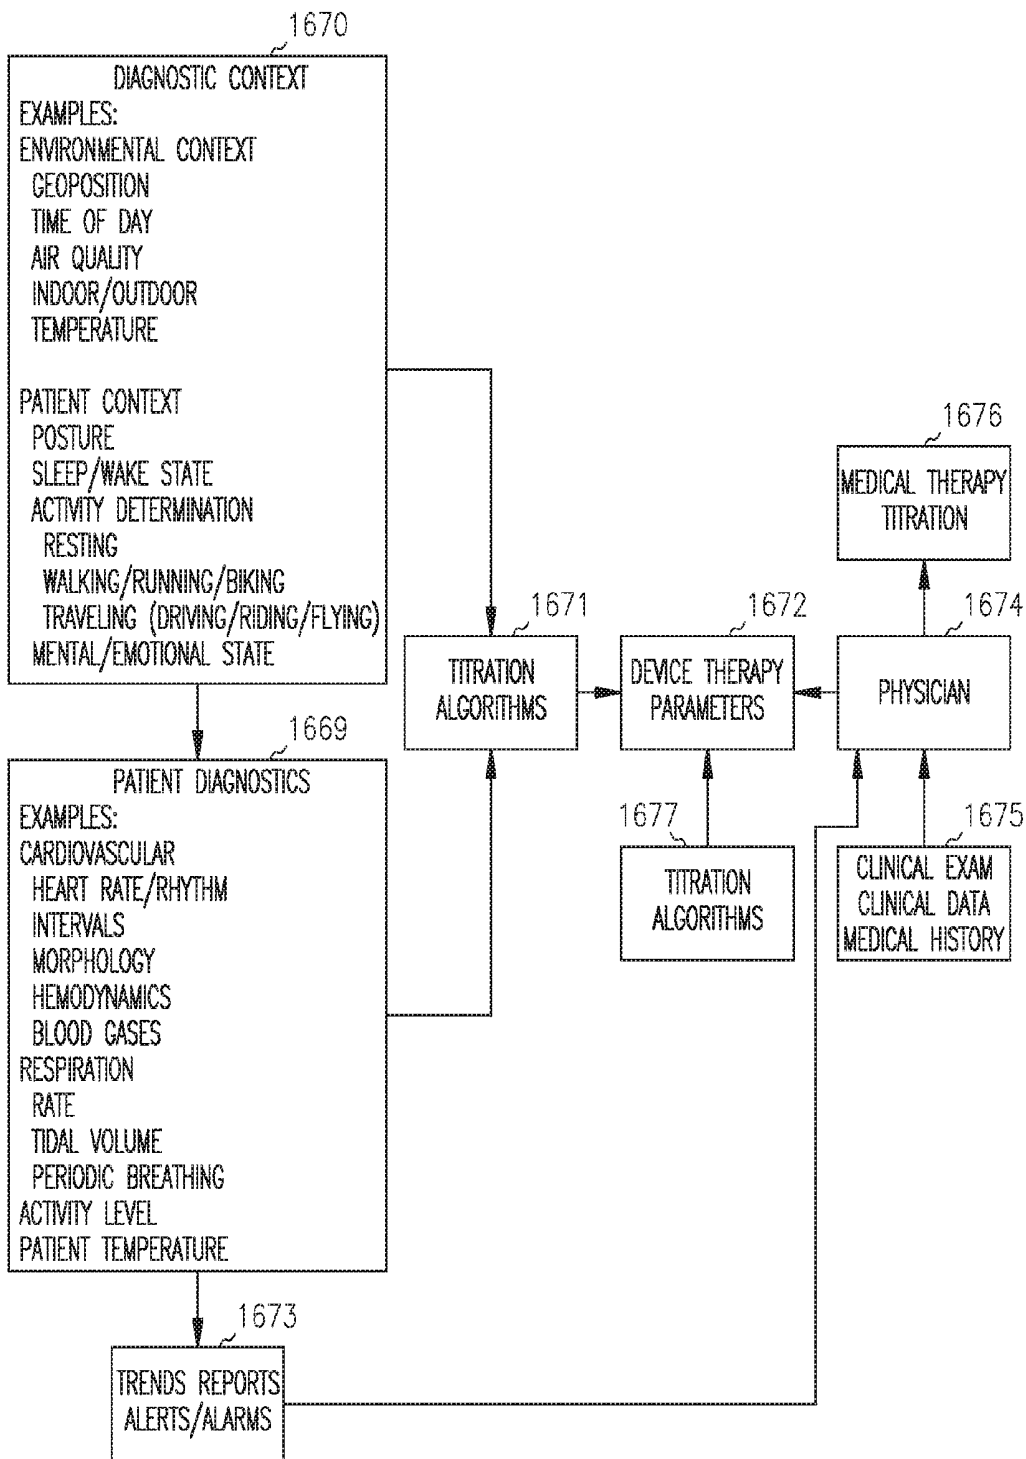 1670
DIAGNOSTIC CONTEXT
EXAMPLES:
ENVIRONMENTAL CONTEXT
GEOPOSITION
TIME OF DAY
AIR QUALITY
INDOOR/OUTDOOR
TEMPERATURE
PATIENT CONTEXT
POSTURE
SLEEP/WAKE STATE
ACTIVITY DETERMINATION
RESTING
WALKING/RUNNING/BIKING
TRAVELING (DRIVING/RIDING/FLYING)
MENTAL/EMOTIONAL STATE
1669
PATIENT DIAGNOSTICS
EXAMPLES:
CARDIOVASCULAR
HEART RATE/RHYTHM
INTERVALS
MORPHOLOGY
HEMODYNAMICS
BLOOD GASES
RESPIRATION
RATE
TIDAL VOLUME
PERIODIC BREATHING
ACTIVITY LEVEL
PATIENT TEMPERATURE
1673
TRENDS REPORTS
ALERTS/ALARMS
1671
TITRATION
ALGORITHMS
1672
DEVICE THERAPY
PARAMETERS
1677
TITRATION
ALGORITHMS
1676
MEDICAL THERAPY
TITRATION
1674
PHYSICIAN
1675
CLINICAL EXAM
CLINICAL DATA
MEDICAL HISTORY